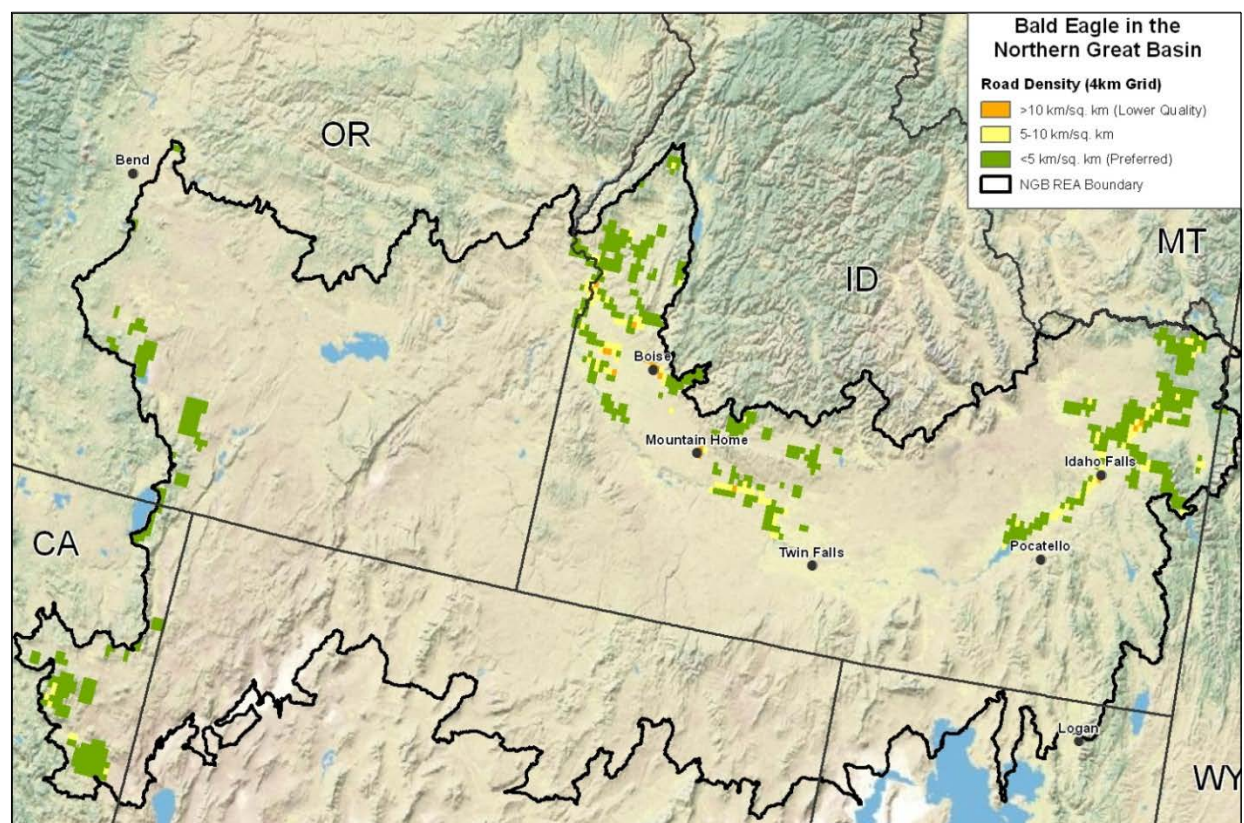 Bald Eagle in the
Northern Great Basin
Road Density (4km Grid)
>10 km/sq. km (Lower Quality)
5-10 km/sq. km
<5 km/sq. km (Preferred)
NGB REA Boundary
OR
Bend
MT
ID
Boise
Mountain Home
Idaho Falls
CA
Twin Falls
Pocatello
Logan
WY